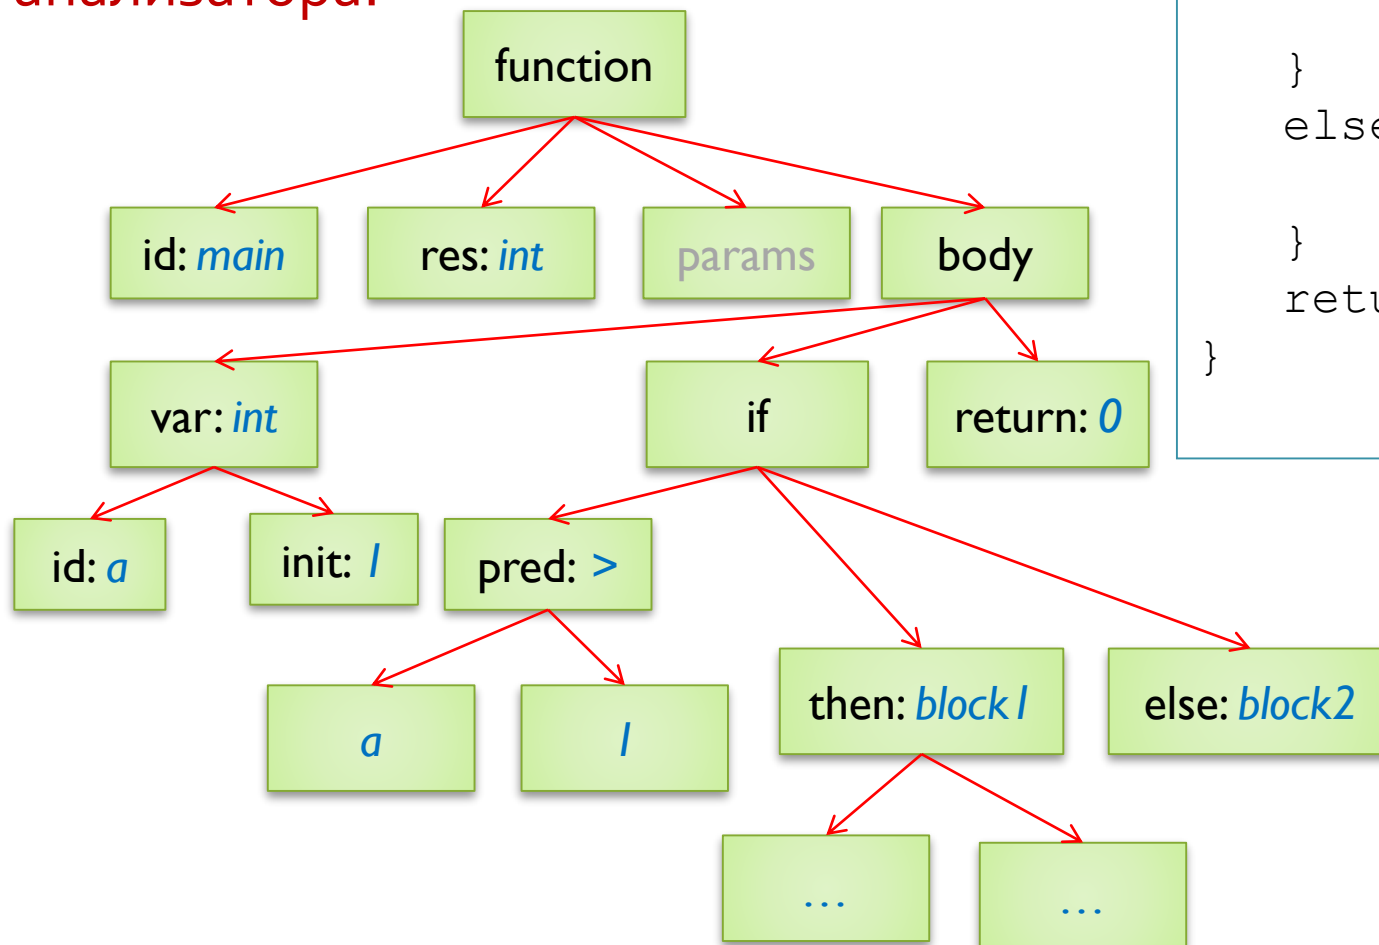 анализатора:
function
id: main
res: int
params
body
var: int
if
return: 0
id: a
init: 1
pred: >
a
1
then: block1
else: block2
...
...
}
else
}
}